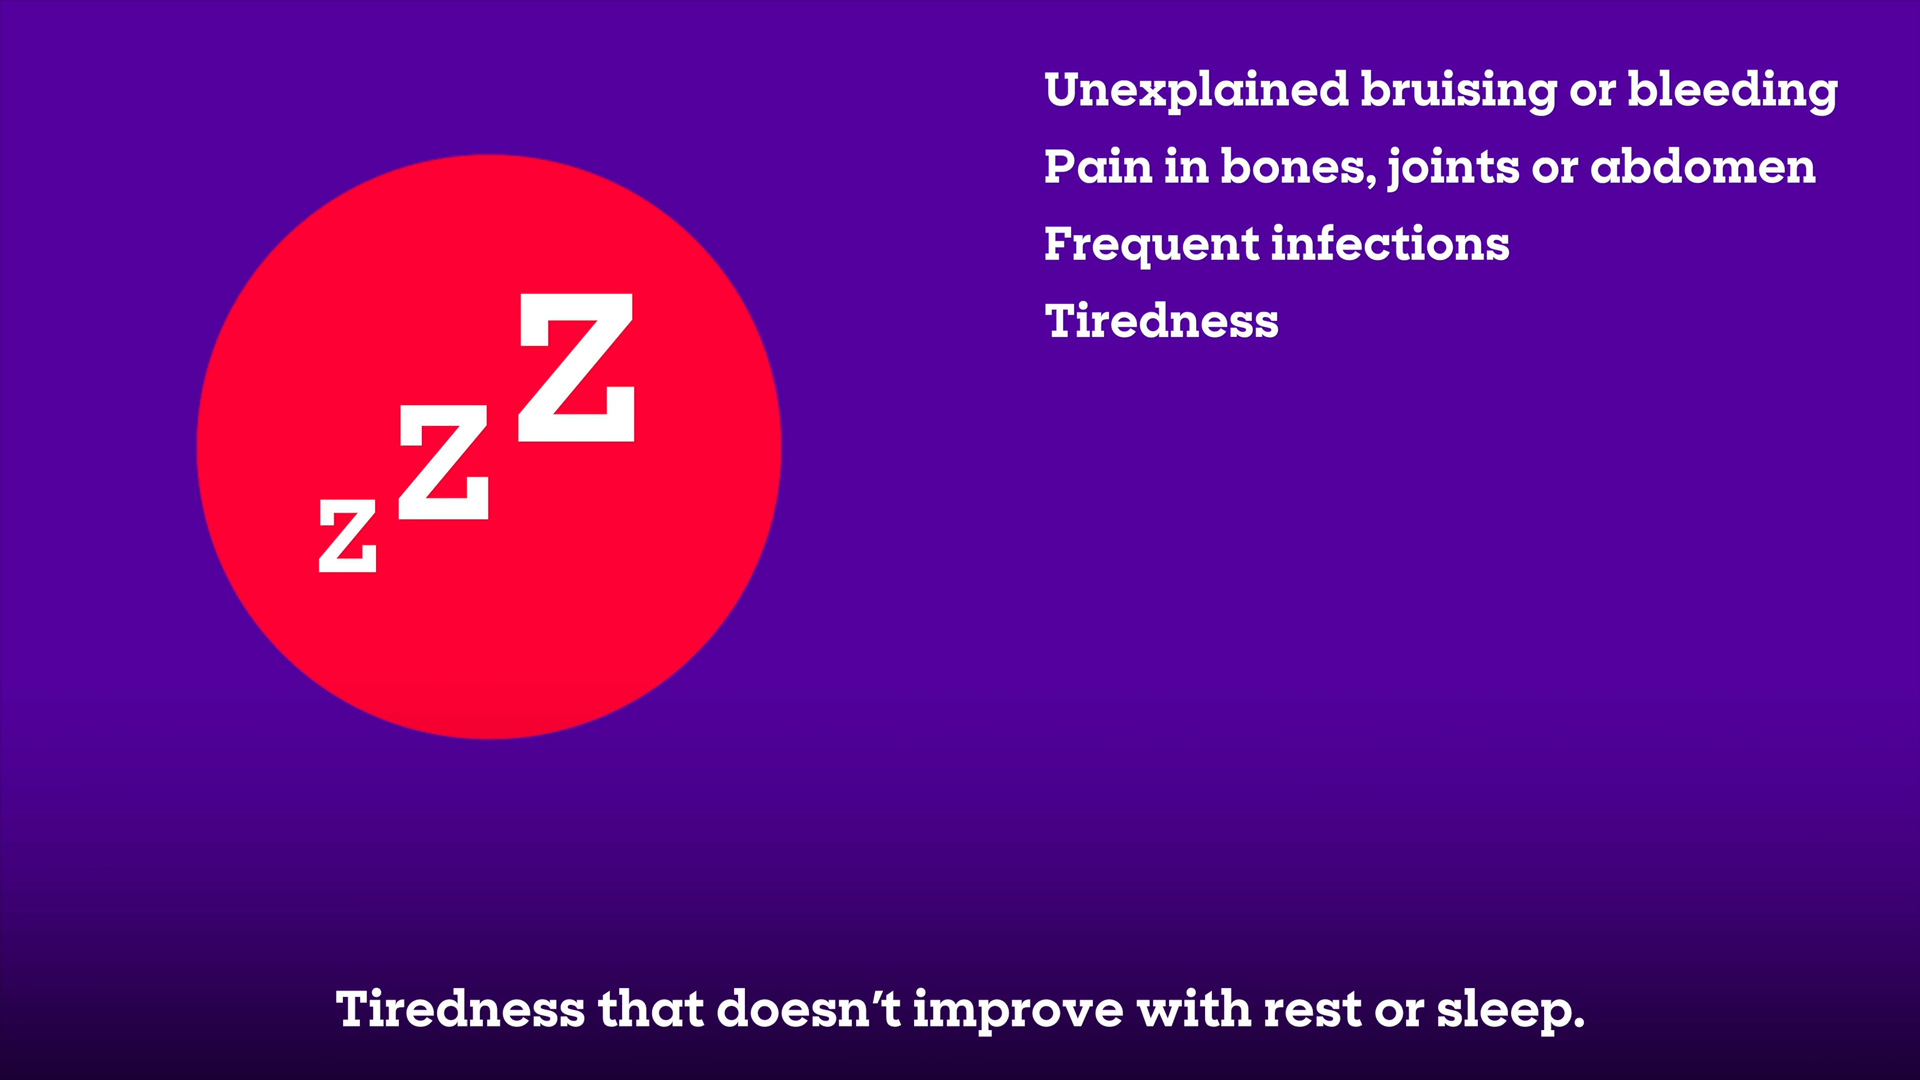 Unexplained bruising or bleeding
Pain in bones, joints or abdomen
Frequent infections
Tiredness
z z Z
Tiredness that doesn’t improve with rest or sleep.